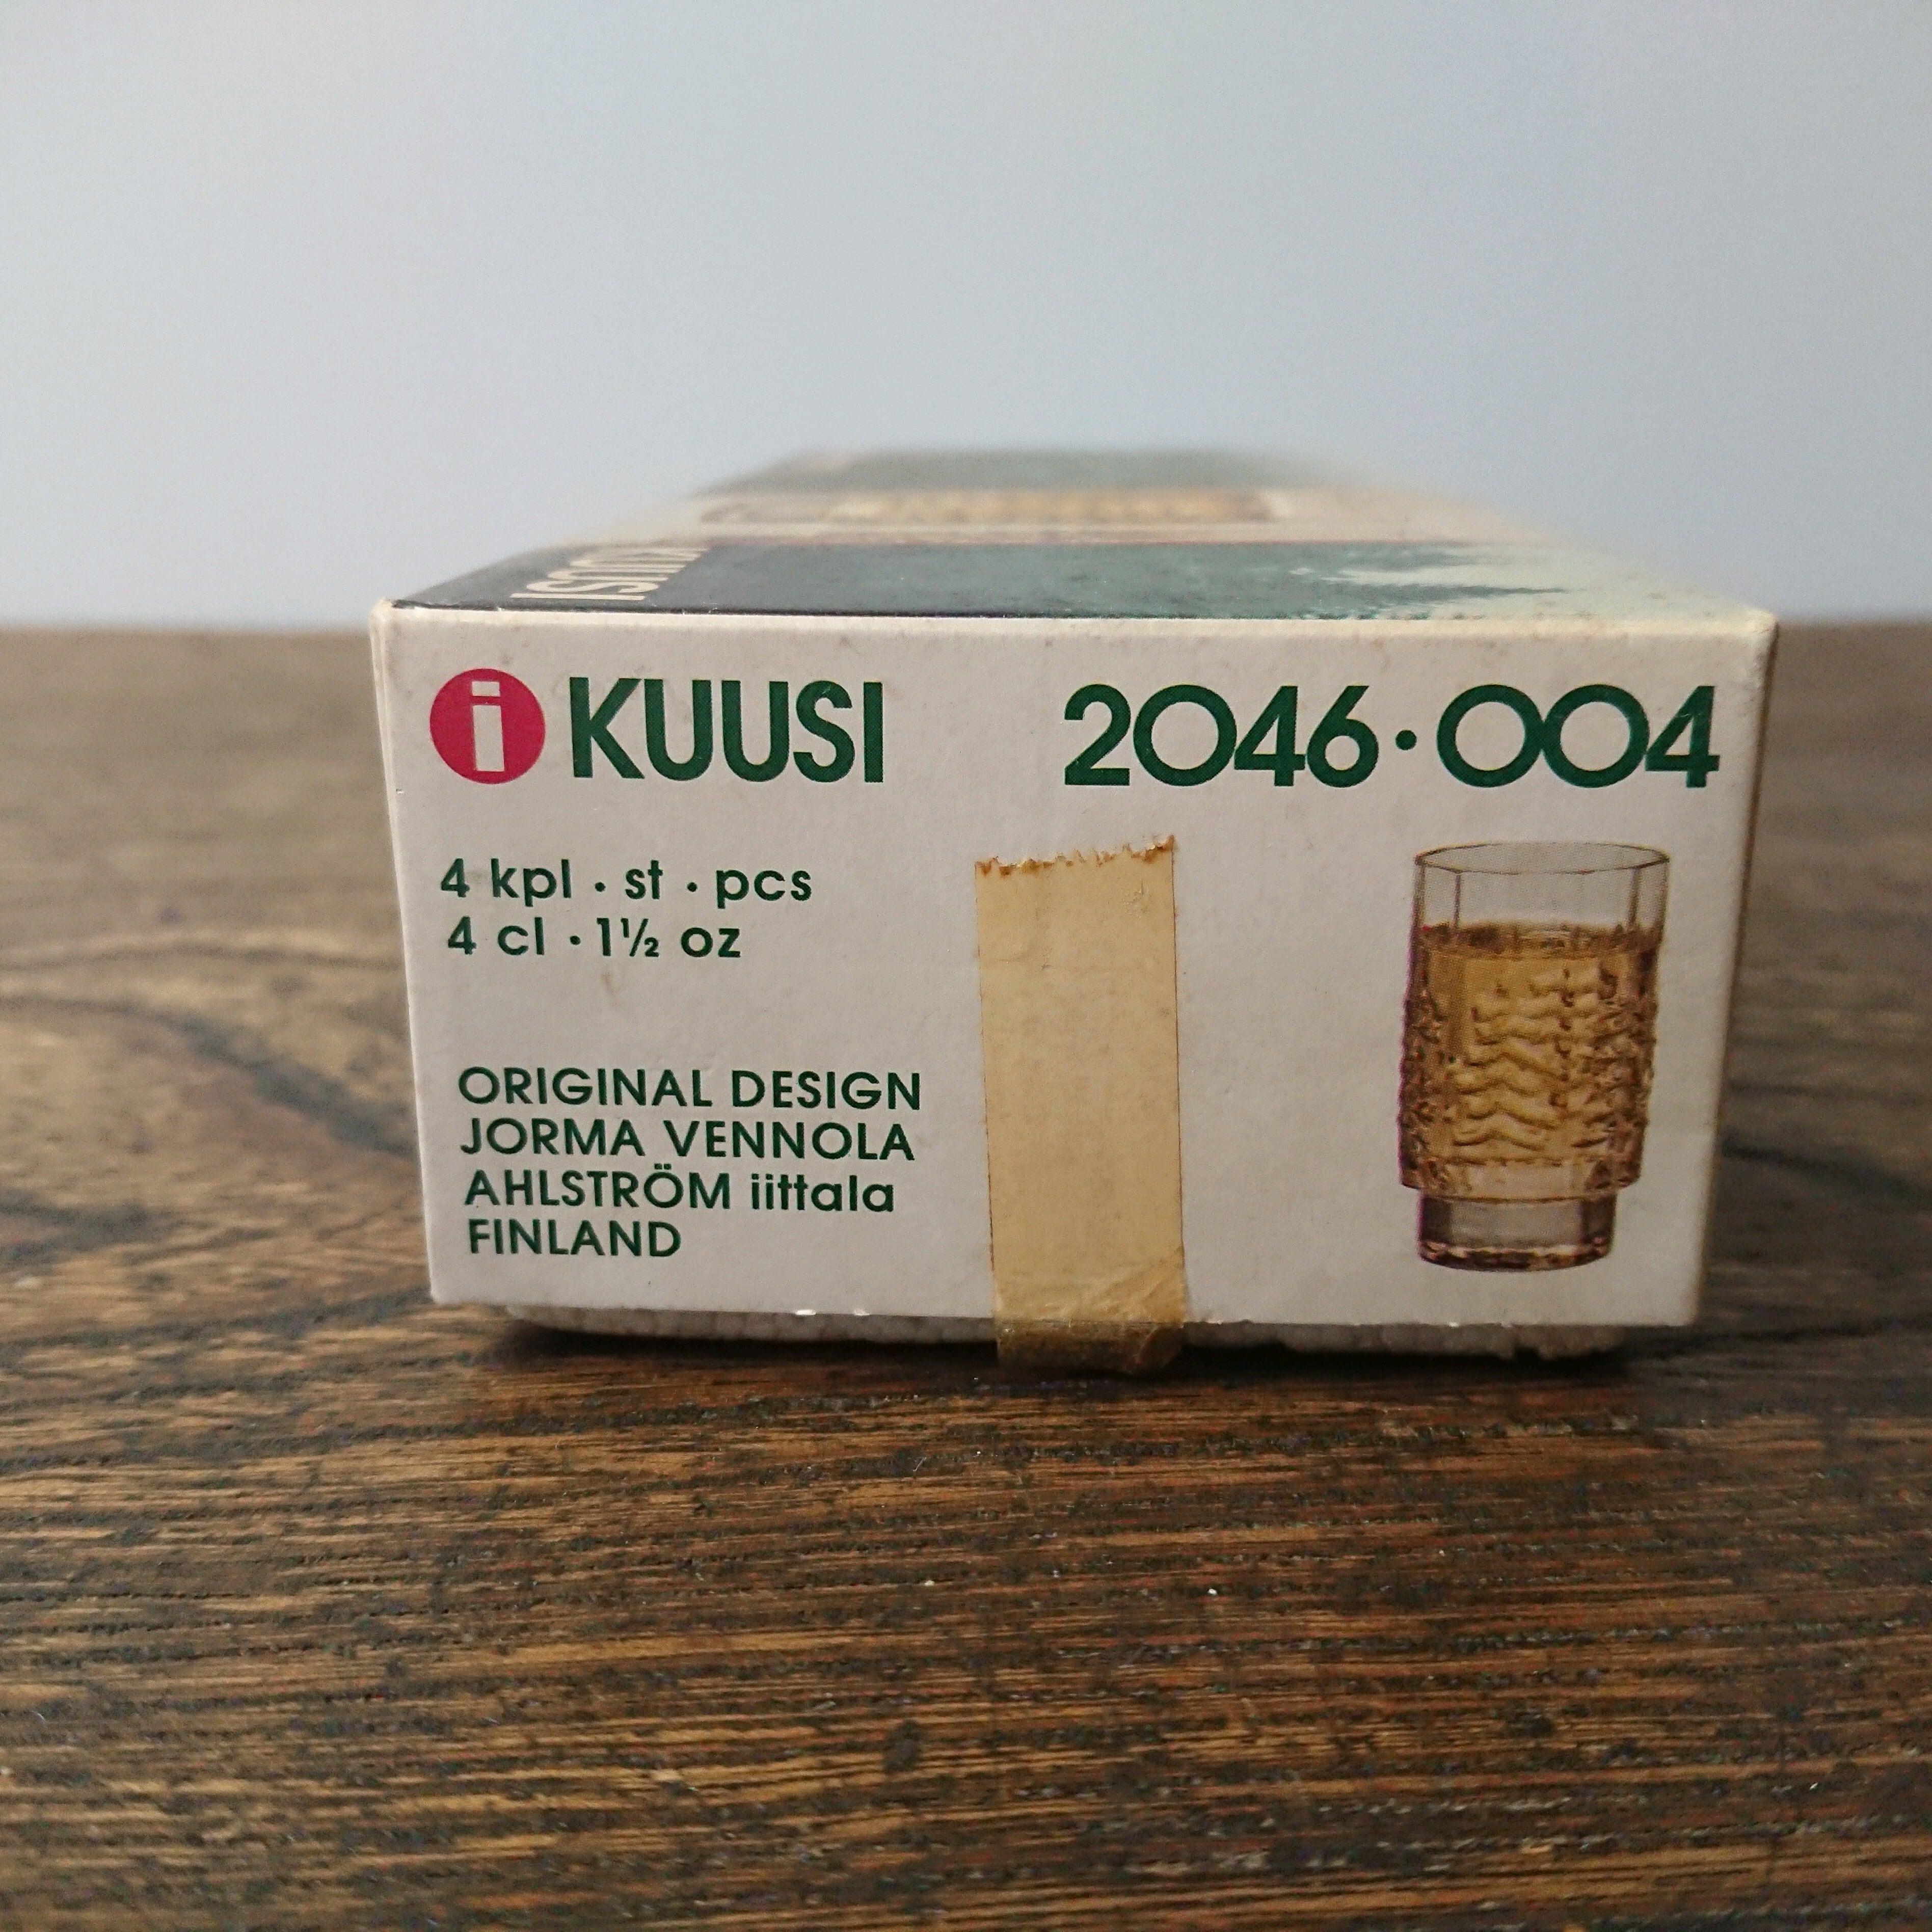 KUUSI
i KUUSI 2046·004
4 kpl · st · pcs
4 cl · 1½ oz
ORIGINAL DESIGN
JORMA VENNOLA
AHLSTRÖM iittala
FINLAND